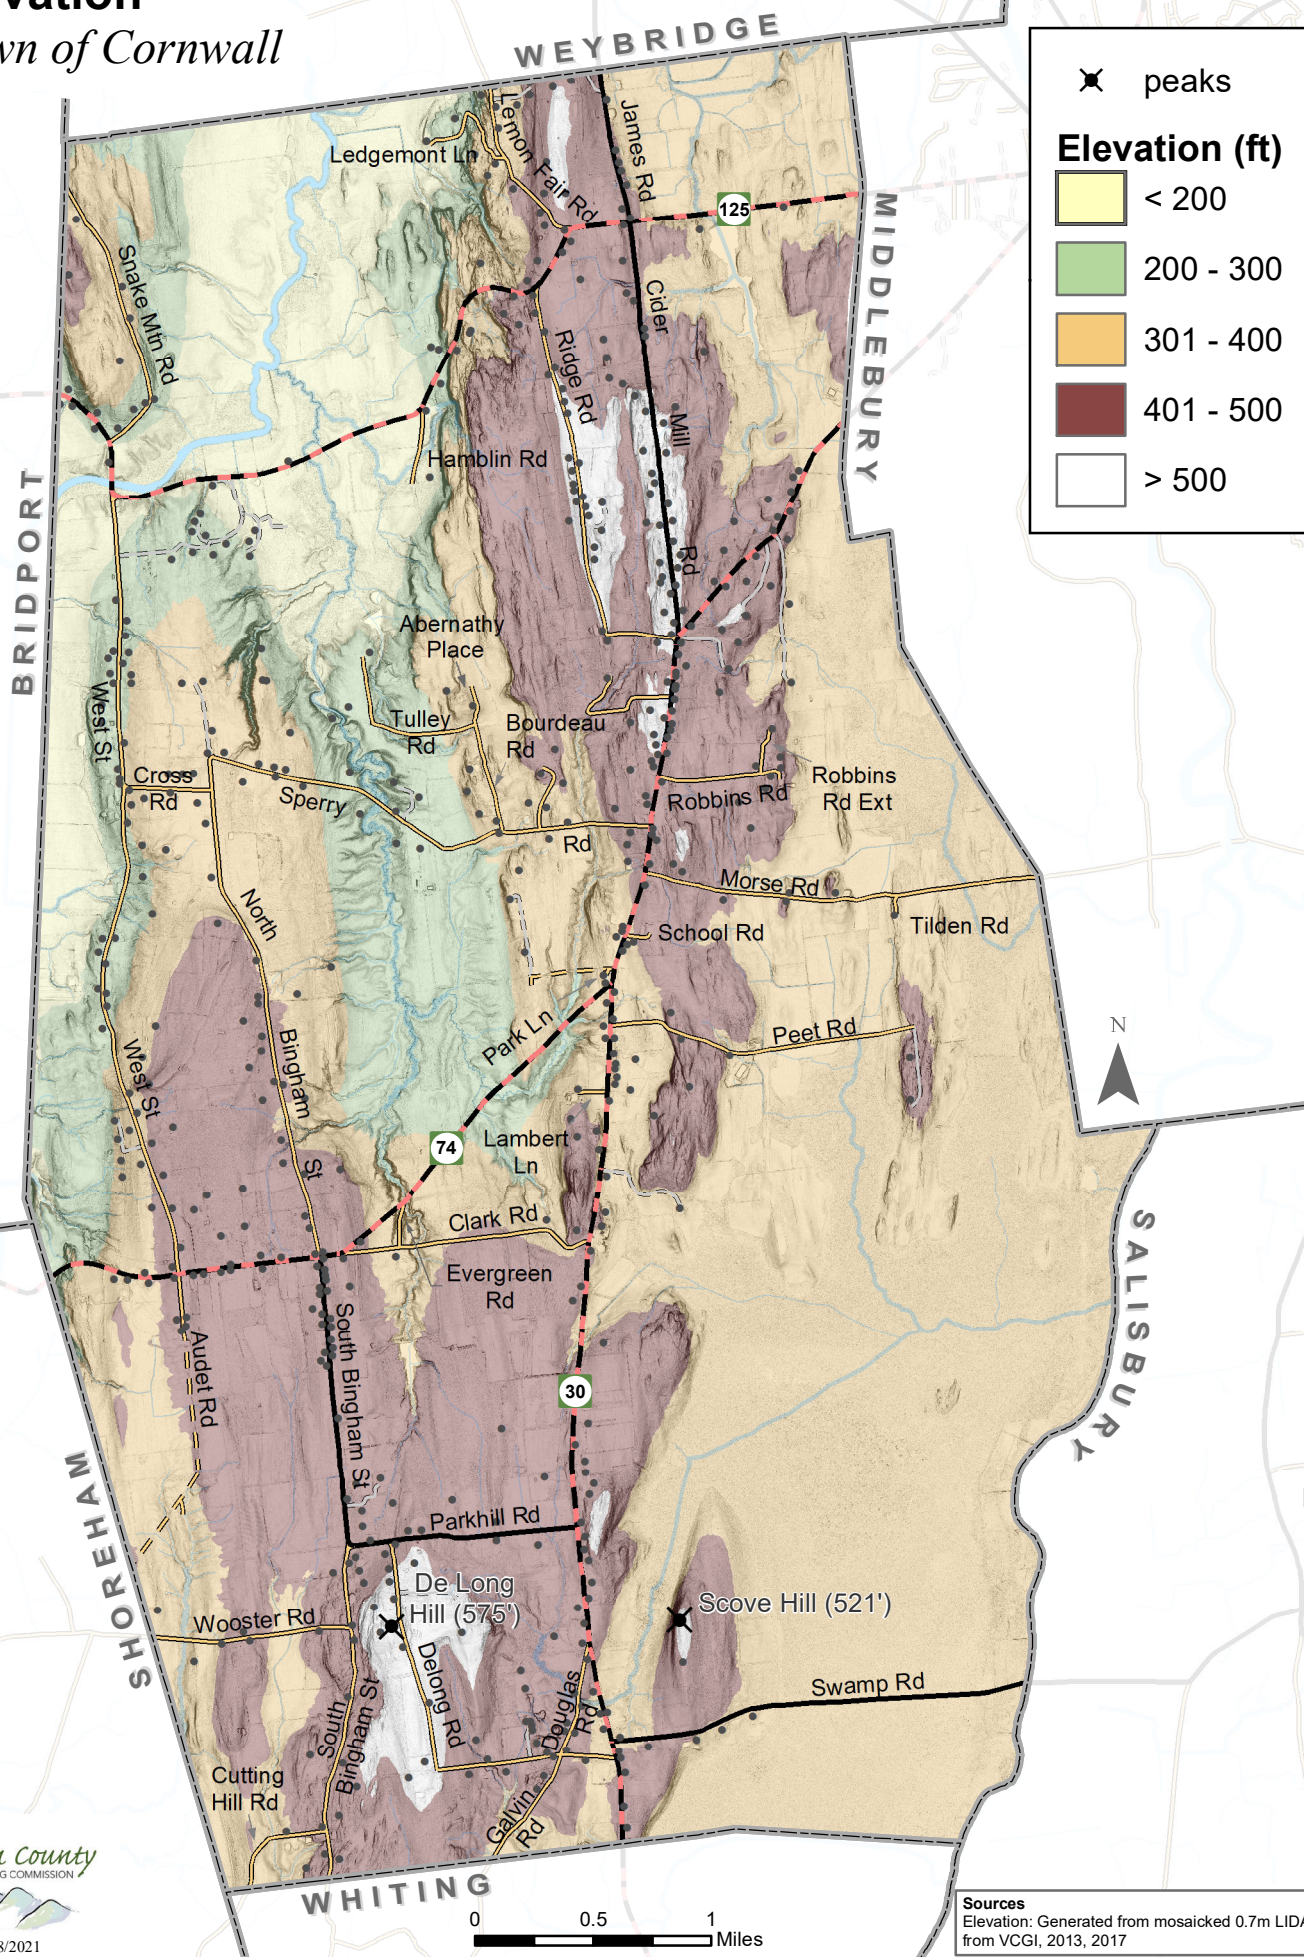 vation
wn of Cornwall
WEYBRIDGE
peaks
Elevation (ft)
< 200
200 - 300
301 - 400
401 - 500
> 500
Ledgemont Ln
Lemon
Fair Rd
James Rd
125
MIDDLEBURY
Snake Mtn Rd
Cider
Mill
Rd
Ridge Rd
Hamblin Rd
BRIDPORT
Abernathy
Place
West St
Tulley
Rd
Bourdeau
Rd
Cross
Rd
Sperry
Rd
Robbins Rd
Robbins
Rd Ext
Morse Rd
Tilden Rd
North
Bingham
St
School Rd
West St
Park Ln
Peet Rd
N
74
Lambert
Ln
Clark Rd
Evergreen
Rd
SALISBURY
Audet Rd
South Bingham St
30
SHOREHAM
Parkhill Rd
De Long
Hill (575')
Scove Hill (521')
Wooster Rd
Delong Rd
Swamp Rd
South
Bingham St
Douglas
Rd
Cutting
Hill Rd
Galvin
Rd
WHITING
County
G COMMISSION
8/2021
0 0.5 1
Miles
Sources
Elevation: Generated from mosaicked 0.7m LIDA
from VCGI, 2013, 2017